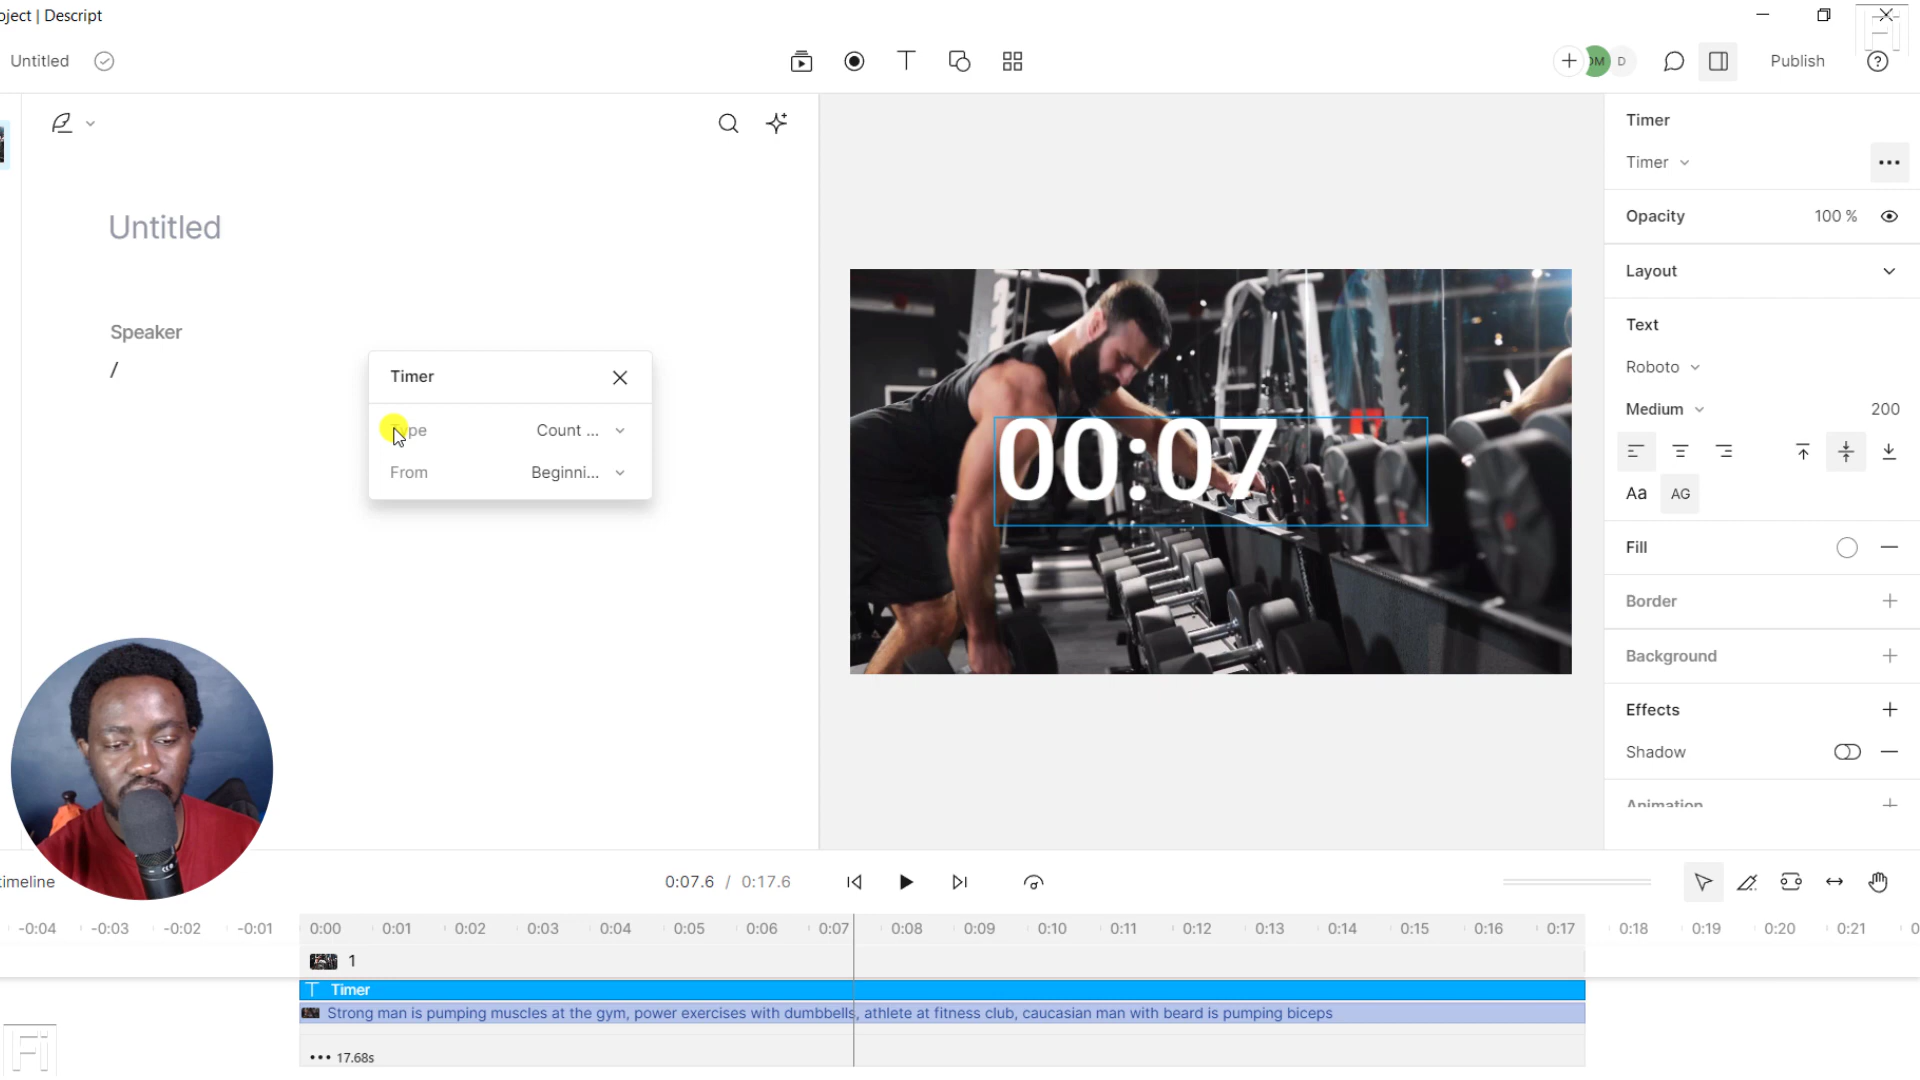 oject | Descript
Untitled
DM
D
Publish
Untitled
Speaker
/
Timer
Type
Count ...
From
Beginni...
00:07
Timer
Timer
Opacity
100 %
Layout
Text
Roboto
Medium
200
Aa
AG
Fill
Border
Background
Effects
Shadow
Animation
timeline
0:07.6 / 0:17.6
-0:04 -0:03 -0:02 -0:01 0:00 0:01 0:02 0:03 0:04 0:05 0:06 0:07 0:08 0:09 0:10 0:11 0:12 0:13 0:14 0:15 0:16 0:17 0:18 0:19 0:20 0:21 0
1
Timer
Strong man is pumping muscles at the gym, power exercises with dumbbells, athlete at fitness club, caucasian man with beard is pumping biceps
17.68s
Fi
Fi